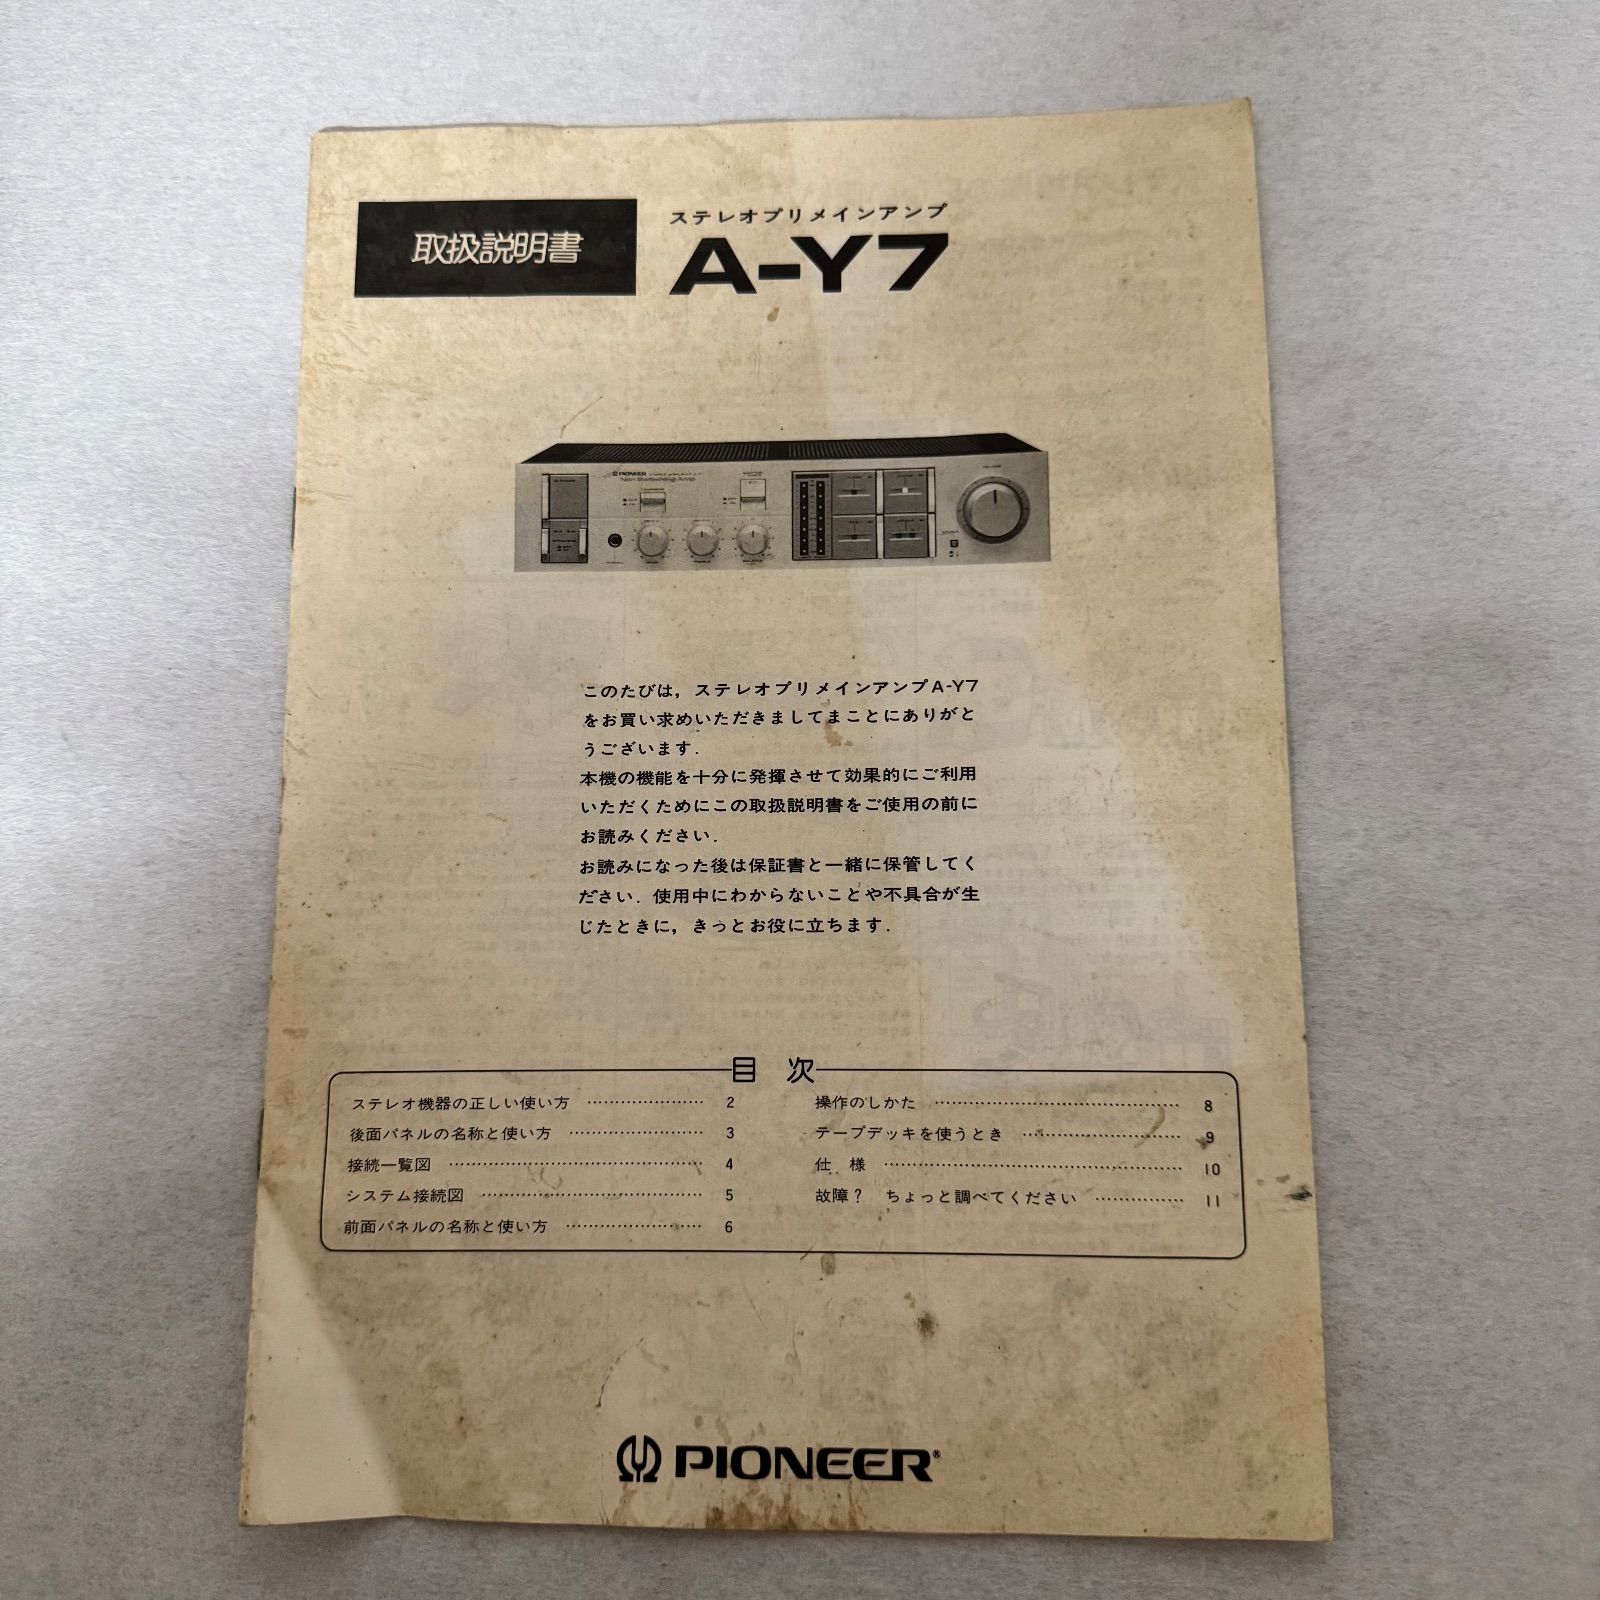 取扱説明書
ステレオプリメインアンプ
A-Y7
PIONEER
Non Switching Amp
このたびは，ステレオプリメインアンプA-Y7
をお買い求めいただきましてまことにありがと
うございます．
本機の機能を十分に発揮させて効果的にご利用
いただくためにこの取扱説明書をご使用の前に
お読みください．
お読みになった後は保証書と一緒に保管してく
ださい．使用中にわからないことや不具合が生
じたときに，きっとお役に立ちます．
目 次
ステレオ機器の正しい使い方 ……………… 2
後面パネルの名称と使い方 ……………… 3
接続一覧図 ……………… 4
システム接続図 ……………… 5
前面パネルの名称と使い方 ……………… 6
操作のしかた ……………… 8
テープデッキを使うとき ……………… 9
仕 様 ……………… 10
故障？ ちょっと調べてください ……………… 11
PIONEER®